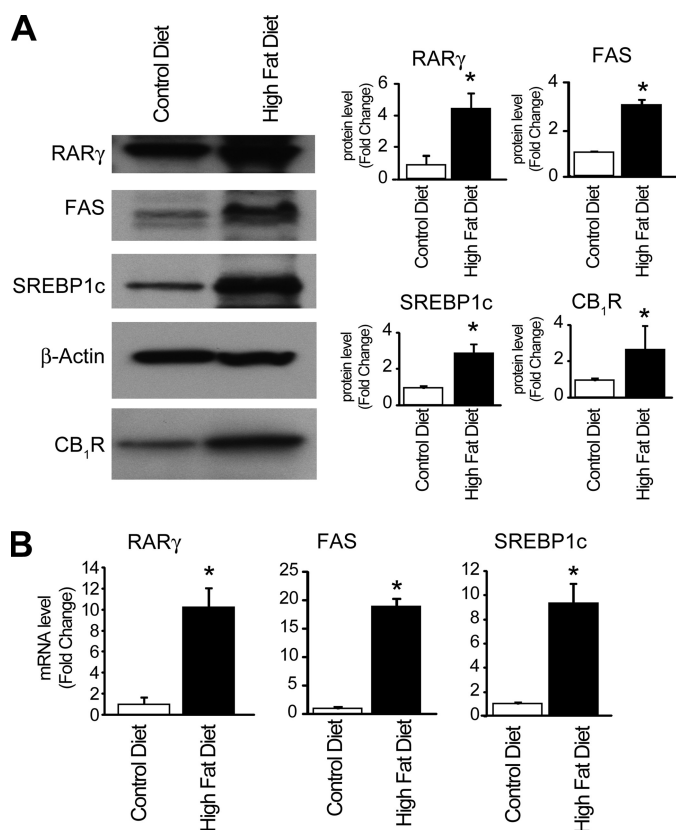 A
Control Diet
High Fat Diet
RARγ
FAS
SREBP1c
β-Actin
CB₁R
RARγ
protein level
(Fold Change)
6
4
2
0
*
Control Diet
High Fat Diet
FAS
protein level
(Fold Change)
4
2
0
*
Control Diet
High Fat Diet
SREBP1c
protein level
(Fold Change)
4
2
0
*
Control Diet
High Fat Diet
CB₁R
protein level
(Fold Change)
4
2
0
*
Control Diet
High Fat Diet
B
RARγ
mRNA level
(Fold Change)
14
12
10
8
6
4
2
0
*
Control Diet
High Fat Diet
FAS
25
20
15
10
5
0
*
Control Diet
High Fat Diet
SREBP1c
12
10
8
6
4
2
0
*
Control Diet
High Fat Diet